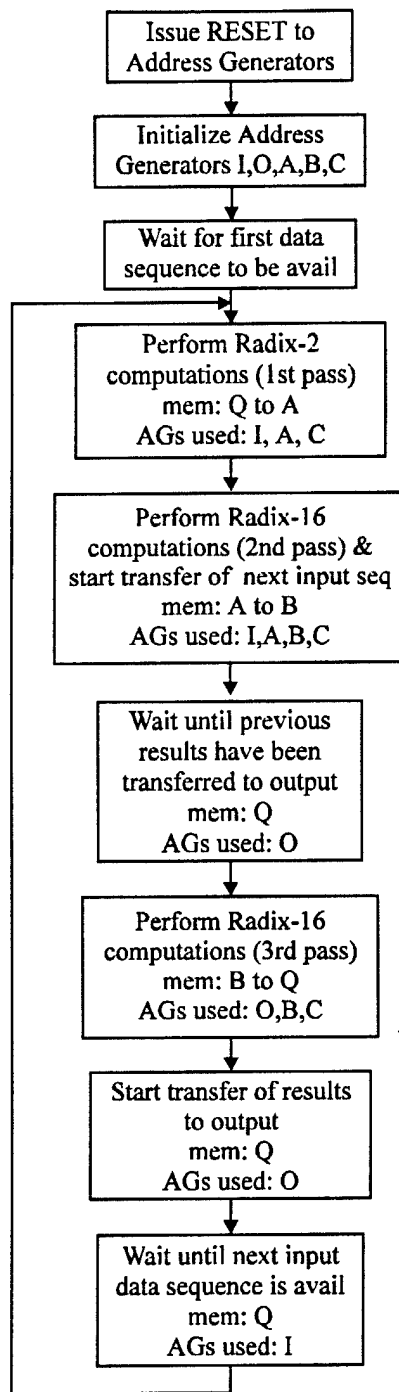 Issue RESET to
Address Generators
Initialize Address
Generators I,O,A,B,C
Wait for first data
sequence to be avail
Perform Radix-2
computations (1st pass)
mem: Q to A
AGs used: I, A, C
Perform Radix-16
computations (2nd pass) &
start transfer of next input seq
mem: A to B
AGs used: I,A,B,C
Wait until previous
results have been
transferred to output
mem: Q
AGs used: O
Perform Radix-16
computations (3rd pass)
mem: B to Q
AGs used: O,B,C
Start transfer of results
to output
mem: Q
AGs used: O
Wait until next input
data sequence is avail
mem: Q
AGs used: I